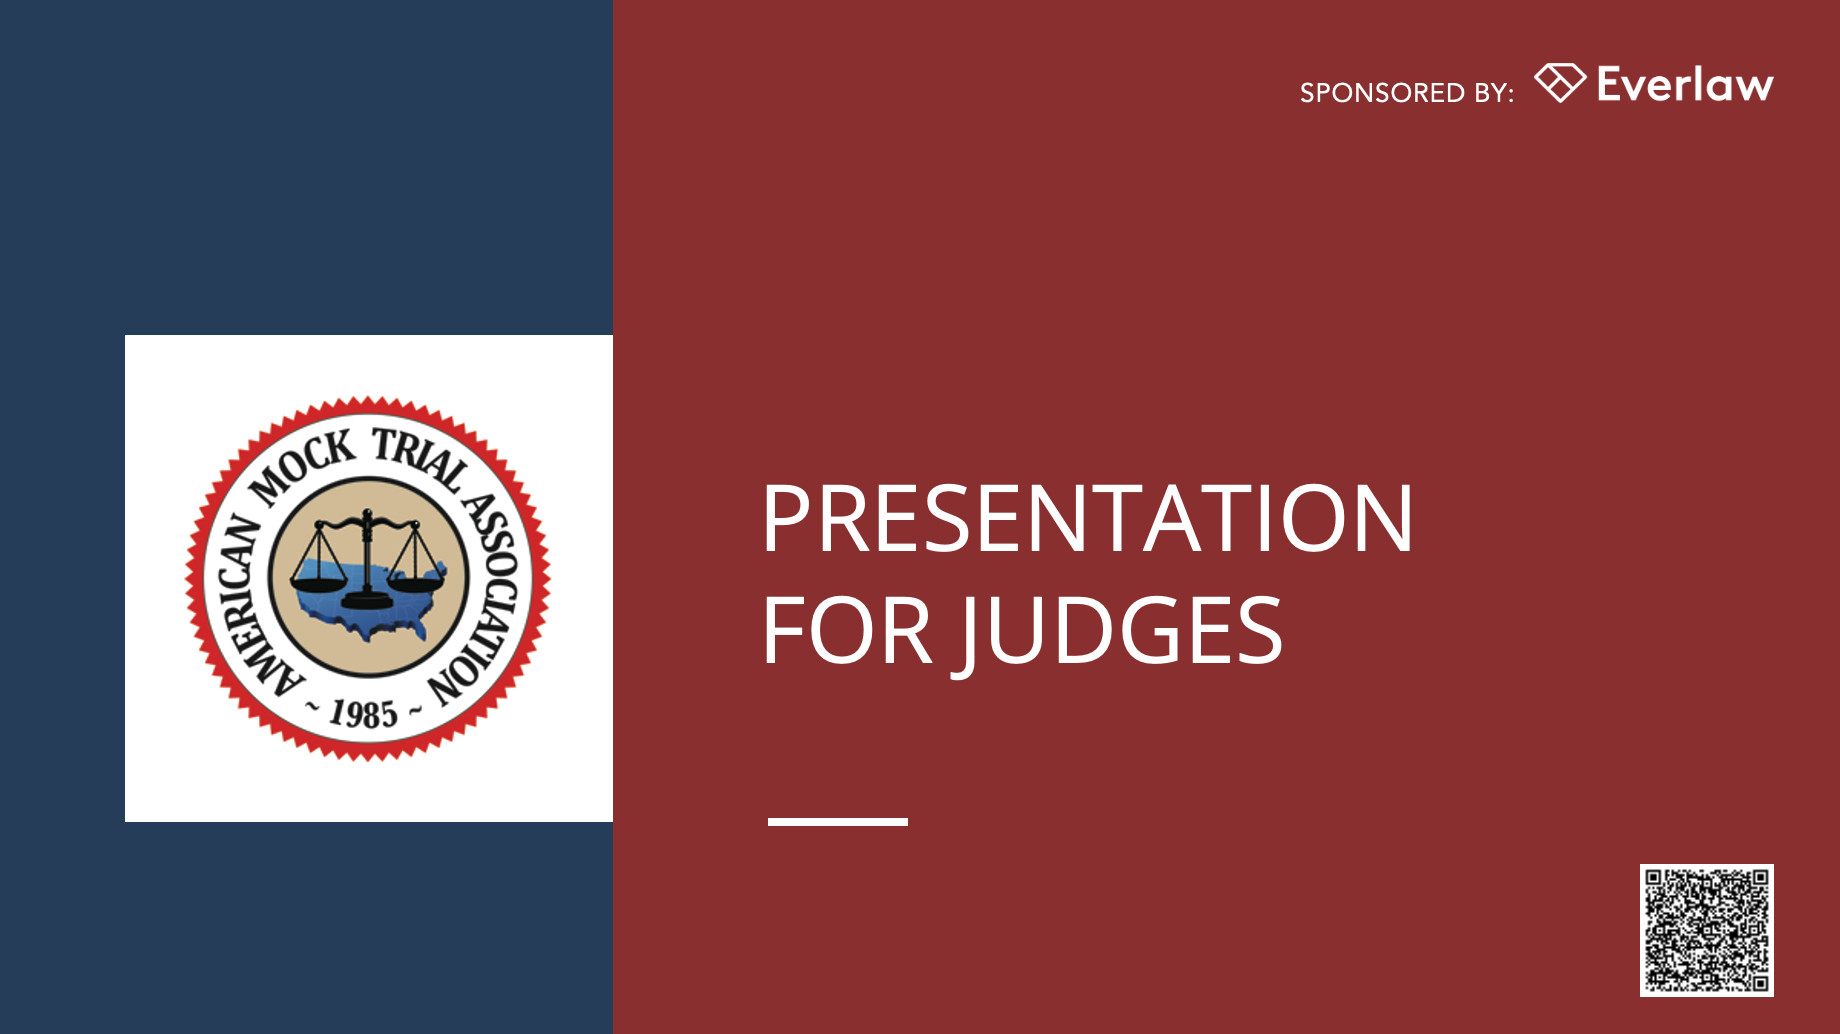 SPONSORED BY: Everlaw
AMERICAN MOCK TRIAL ASSOCIATION
~ 1985 ~
PRESENTATION
FOR JUDGES